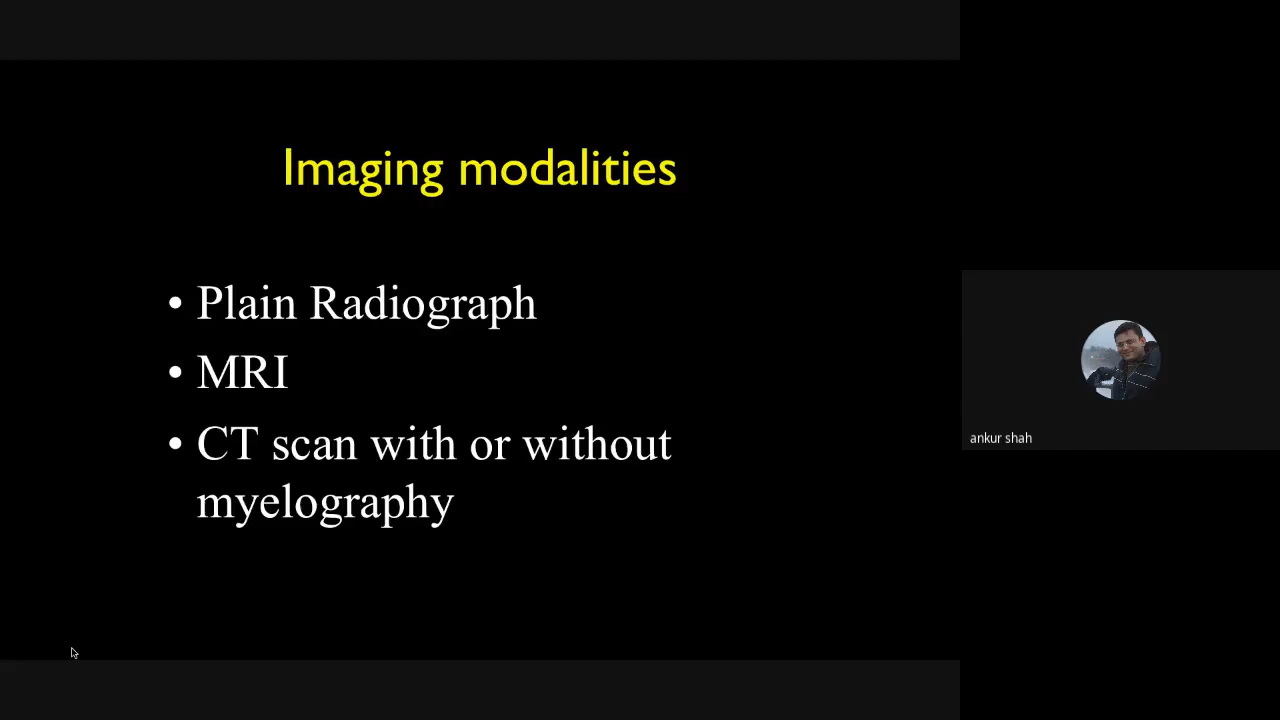 Imaging modalities
• Plain Radiograph
• MRI
• CT scan with or without
myelography
ankur shah